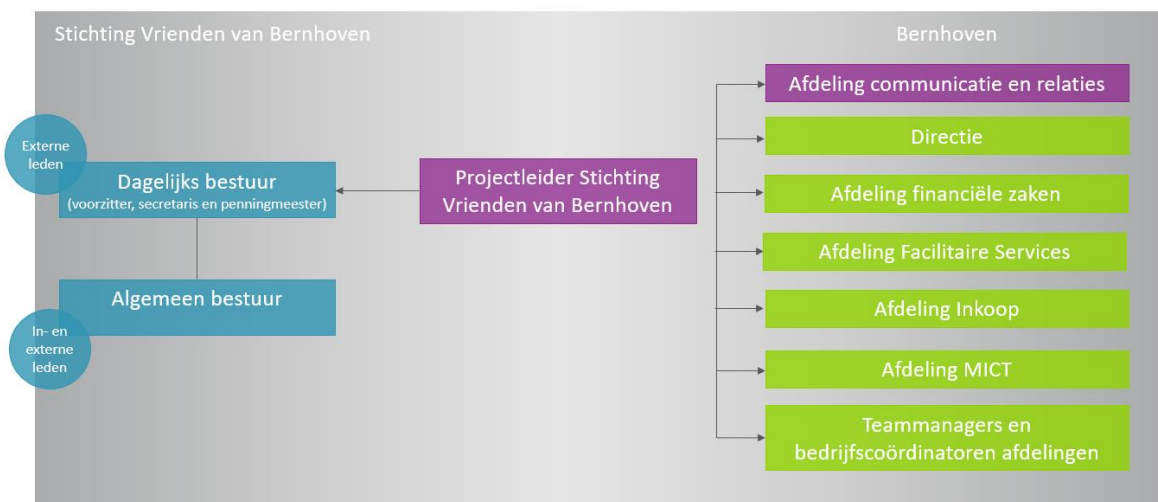 Stichting Vrienden van Bernhoven
Bernhoven
Externe
leden
Dagelijks bestuur
(voorzitter, secretaris en penningmeester)
Algemeen bestuur
In- en
externe
leden
Projectleider Stichting
Vrienden van Bernhoven
Afdeling communicatie en relaties
Directie
Afdeling financiële zaken
Afdeling Facilitaire Services
Afdeling Inkoop
Afdeling MICT
Teammanagers en
bedrijfscoördinatoren afdelingen